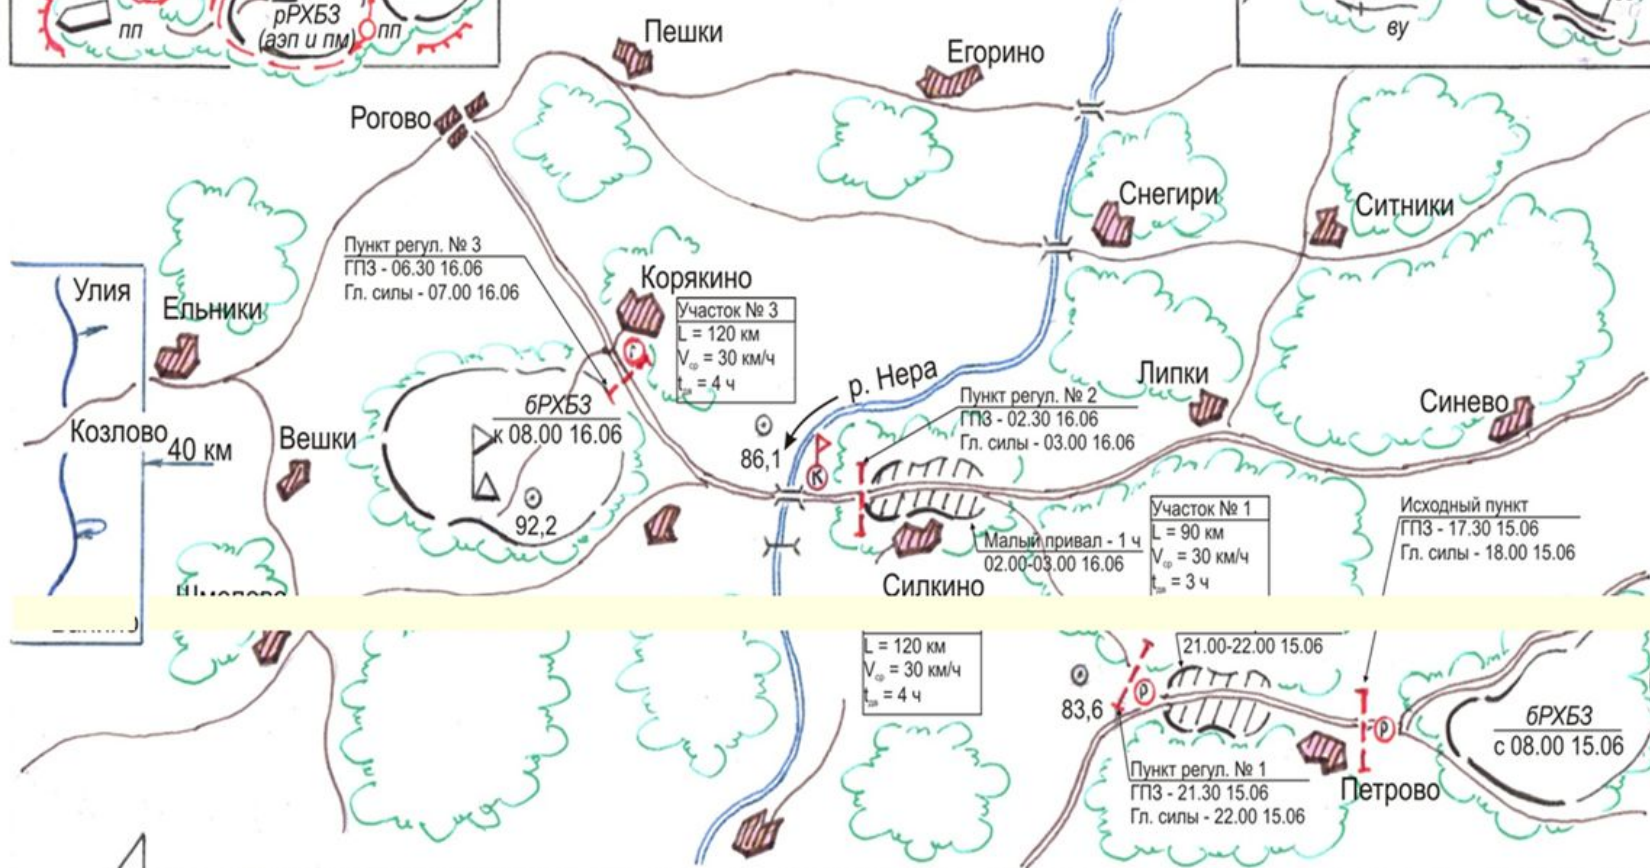 пп
рРХБЗ
(аэп и пм)
пп
ву
Пешки
Егорино
Рогово
Снегири
Ситники
Пункт регул. № 3
ГПЗ - 06.30 16.06
Гл. силы - 07.00 16.06
Корякино
Улия
Ельники
Участок № 3
L = 120 км
Vср = 30 км/ч
tдв = 4 ч
Г
р. Нера
Липки
Синево
бРХБЗ
к 08.00 16.06
Пункт регул. № 2
ГПЗ - 02.30 16.06
Гл. силы - 03.00 16.06
Козлово
40 км
Вешки
86,1
К
92,2
Исходный пункт
ГПЗ - 17.30 15.06
Гл. силы - 18.00 15.06
Участок № 1
L = 90 км
Vср = 30 км/ч
tдв = 3 ч
Малый привал - 1 ч
02.00-03.00 16.06
Силкино
L = 120 км
Vср = 30 км/ч
tдв = 4 ч
21.00-22.00 15.06
83,6
Р
Р
бРХБЗ
с 08.00 15.06
Петрово
Пункт регул. № 1
ГПЗ - 21.30 15.06
Гл. силы - 22.00 15.06